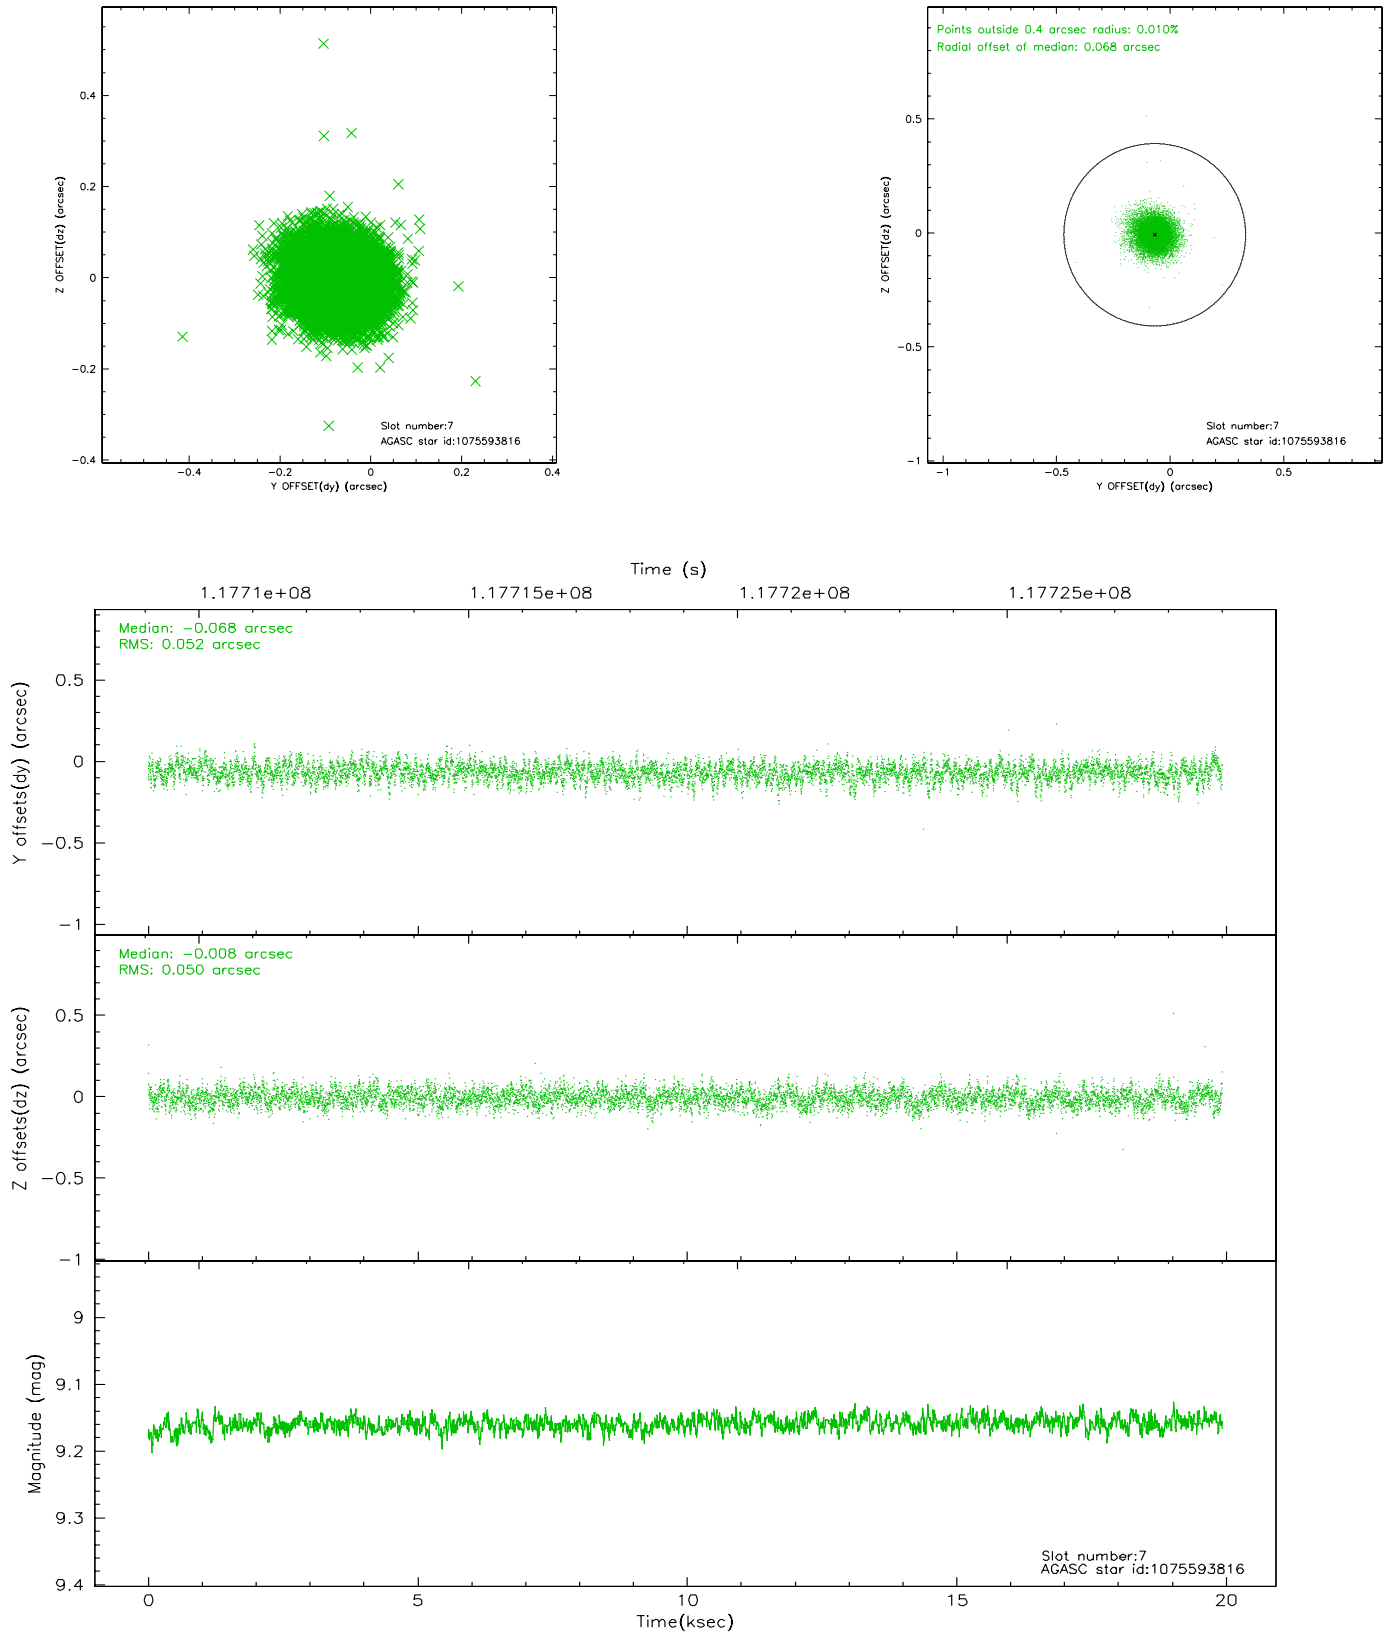 0.4
0.2
0
−0.2
−0.4
Z OFFSET(dz) (arcsec)
Slot number:7
AGASC star id:1075593816
−0.4 −0.2 0 0.2 0.4
Y OFFSET(dy) (arcsec)
Points outside 0.4 arcsec radius: 0.010%
Radial offset of median: 0.068 arcsec
0.5
0
−0.5
−1
Z OFFSET(dz) (arcsec)
Slot number:7
AGASC star id:1075593816
−1 −0.5 0 0.5
Y OFFSET(dy) (arcsec)
Time (s)
1.1771e+08 1.17715e+08 1.1772e+08 1.17725e+08
Median: −0.068 arcsec
RMS: 0.052 arcsec
0.5
0
−0.5
−1
Y offsets(dy) (arcsec)
Median: −0.008 arcsec
RMS: 0.050 arcsec
0.5
0
−0.5
−1
Z offsets(dz) (arcsec)
9
9.1
9.2
9.3
9.4
Magnitude (mag)
Slot number:7
AGASC star id:1075593816
0 5 10 15 20
Time(ksec)